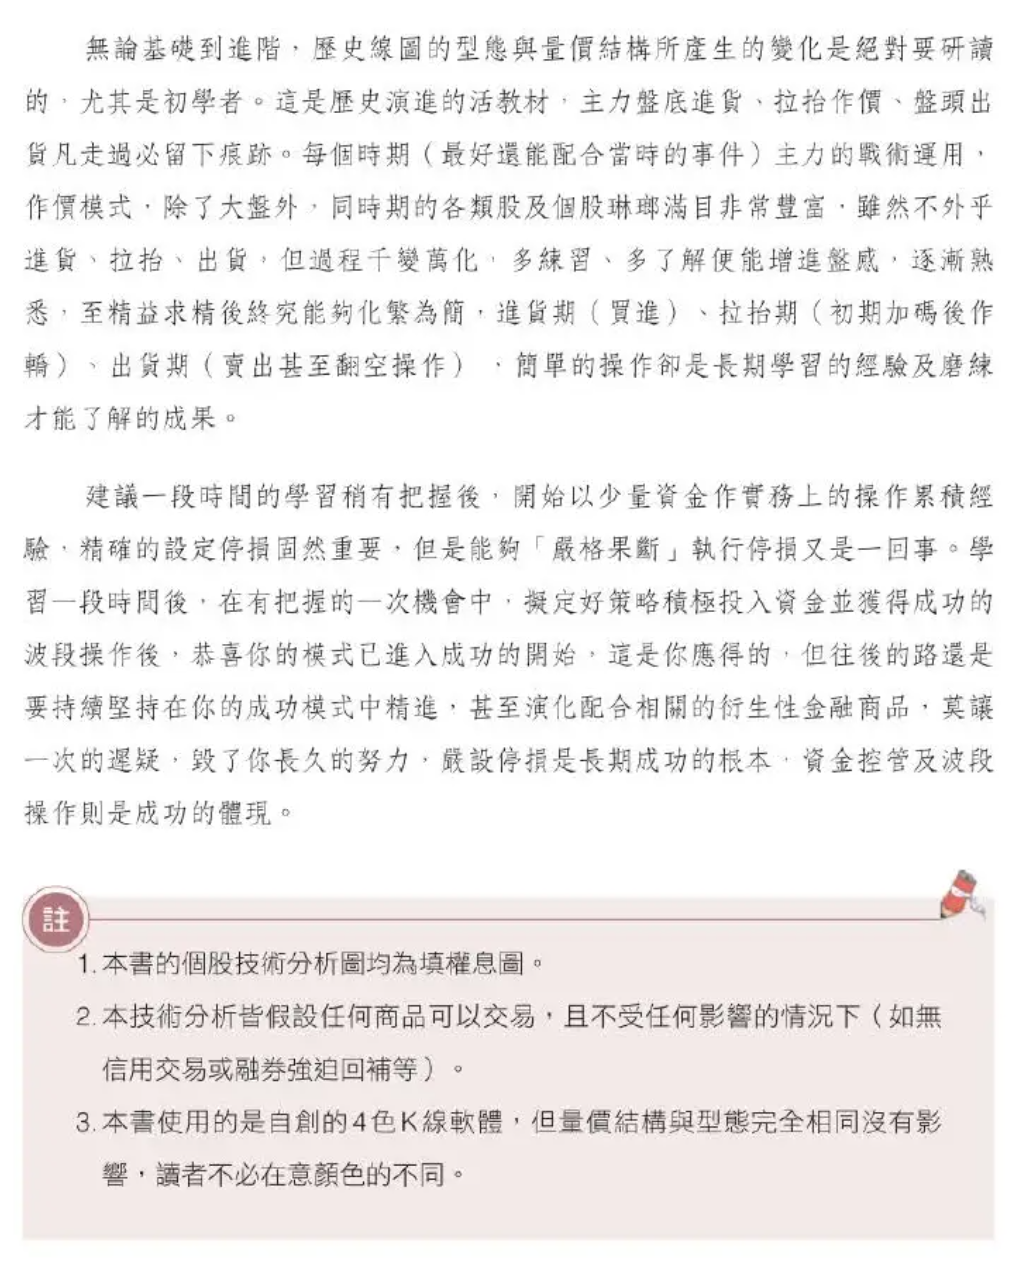 無論基礎到進階，歷史線圖的型態與量價結構所產生的變化是絕對要研讀
的，尤其是初學者。這是歷史演進的活教材，主力盤底進貨、拉抬作價、盤頭出
貨凡走過必留下痕跡。每個時期（最好還能配合當時的事件）主力的戰術運用，
作價模式，除了大盤外，同時期的各類股及個股琳瑯滿目非常豐富，雖然不外乎
進貨、拉抬、出貨，但過程千變萬化，多練習、多了解便能增進盤感，逐漸熟
悉，至精益求精後終究能夠化繁為簡，進貨期（買進）、拉抬期（初期加碼後作
轎）、出貨期（賣出甚至翻空操作），簡單的操作卻是長期學習的經驗及磨練
才能了解的成果。
建議一段時間的學習稍有把握後，開始以少量資金作實務上的操作累積經
驗，精確的設定停損固然重要，但是能夠「嚴格果斷」執行停損又是一回事。學
習一段時間後，在有把握的一次機會中，擬定好策略積極投入資金並獲得成功的
波段操作後，恭喜你的模式已進入成功的開始，這是你應得的，但往後的路還是
要持續堅持在你的成功模式中精進，甚至演化配合相關的衍生性金融商品，莫讓
一次的遲疑，毀了你長久的努力，嚴設停損是長期成功的根本，資金控管及波段
操作則是成功的體現。
註
1. 本書的個股技術分析圖均為填權息圖。
2. 本技術分析皆假設任何商品可以交易，且不受任何影響的情況下（如無
信用交易或融券強迫回補等）。
3. 本書使用的是自創的4色K線軟體，但量價結構與型態完全相同沒有影
響，讀者不必在意顏色的不同。